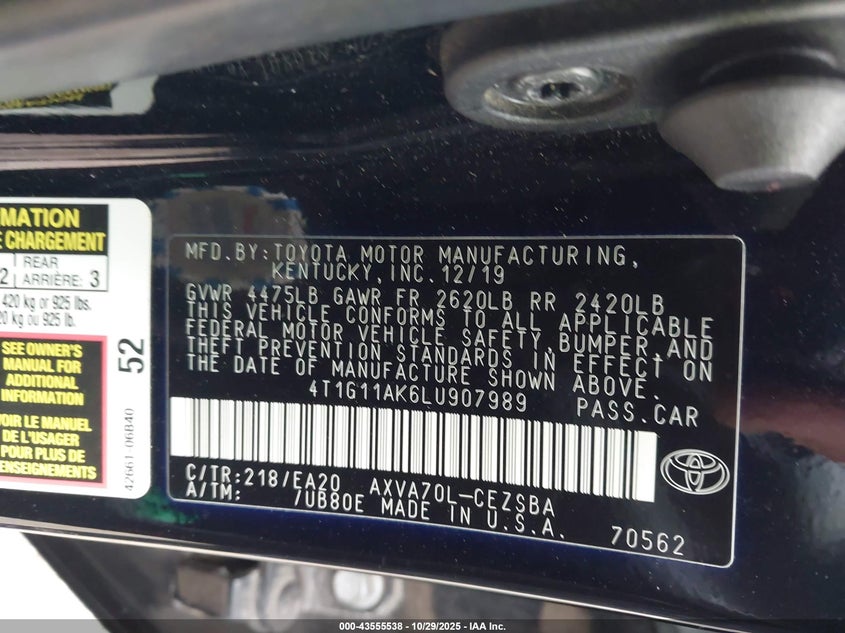 MATION
E CHARGEMENT
2 REAR
ARRIÈRE: 3
420 kg or 925 lbs.
20 kg ou 925 lb.
SEE OWNER'S
MANUAL FOR
ADDITIONAL
INFORMATION
VOIR LE MANUEL
DE L'USAGER
POUR PLUS DE
ENSEIGNEMENTS
52
42661-06B40
MFD.BY:TOYOTA MOTOR MANUFACTURING,
KENTUCKY,INC.12/19
GVWR 4475LB GAWR FR 2620LB RR 2420LB
THIS VEHICLE CONFORMS TO ALL APPLICABLE
FEDERAL MOTOR VEHICLE SAFETY,BUMPER,AND
THEFT PREVENTION STANDARDS IN EFFECT ON
THE DATE OF MANUFACTURE SHOWN ABOVE.
4T1G11AK6LU907989 PASS.CAR
C/TR:218/EA20 AXVA70L-CEZSBA
A/TM: 7UB80E MADE IN U.S.A.
70562
000-43555538 - 10/29/2025 - IAA Inc.